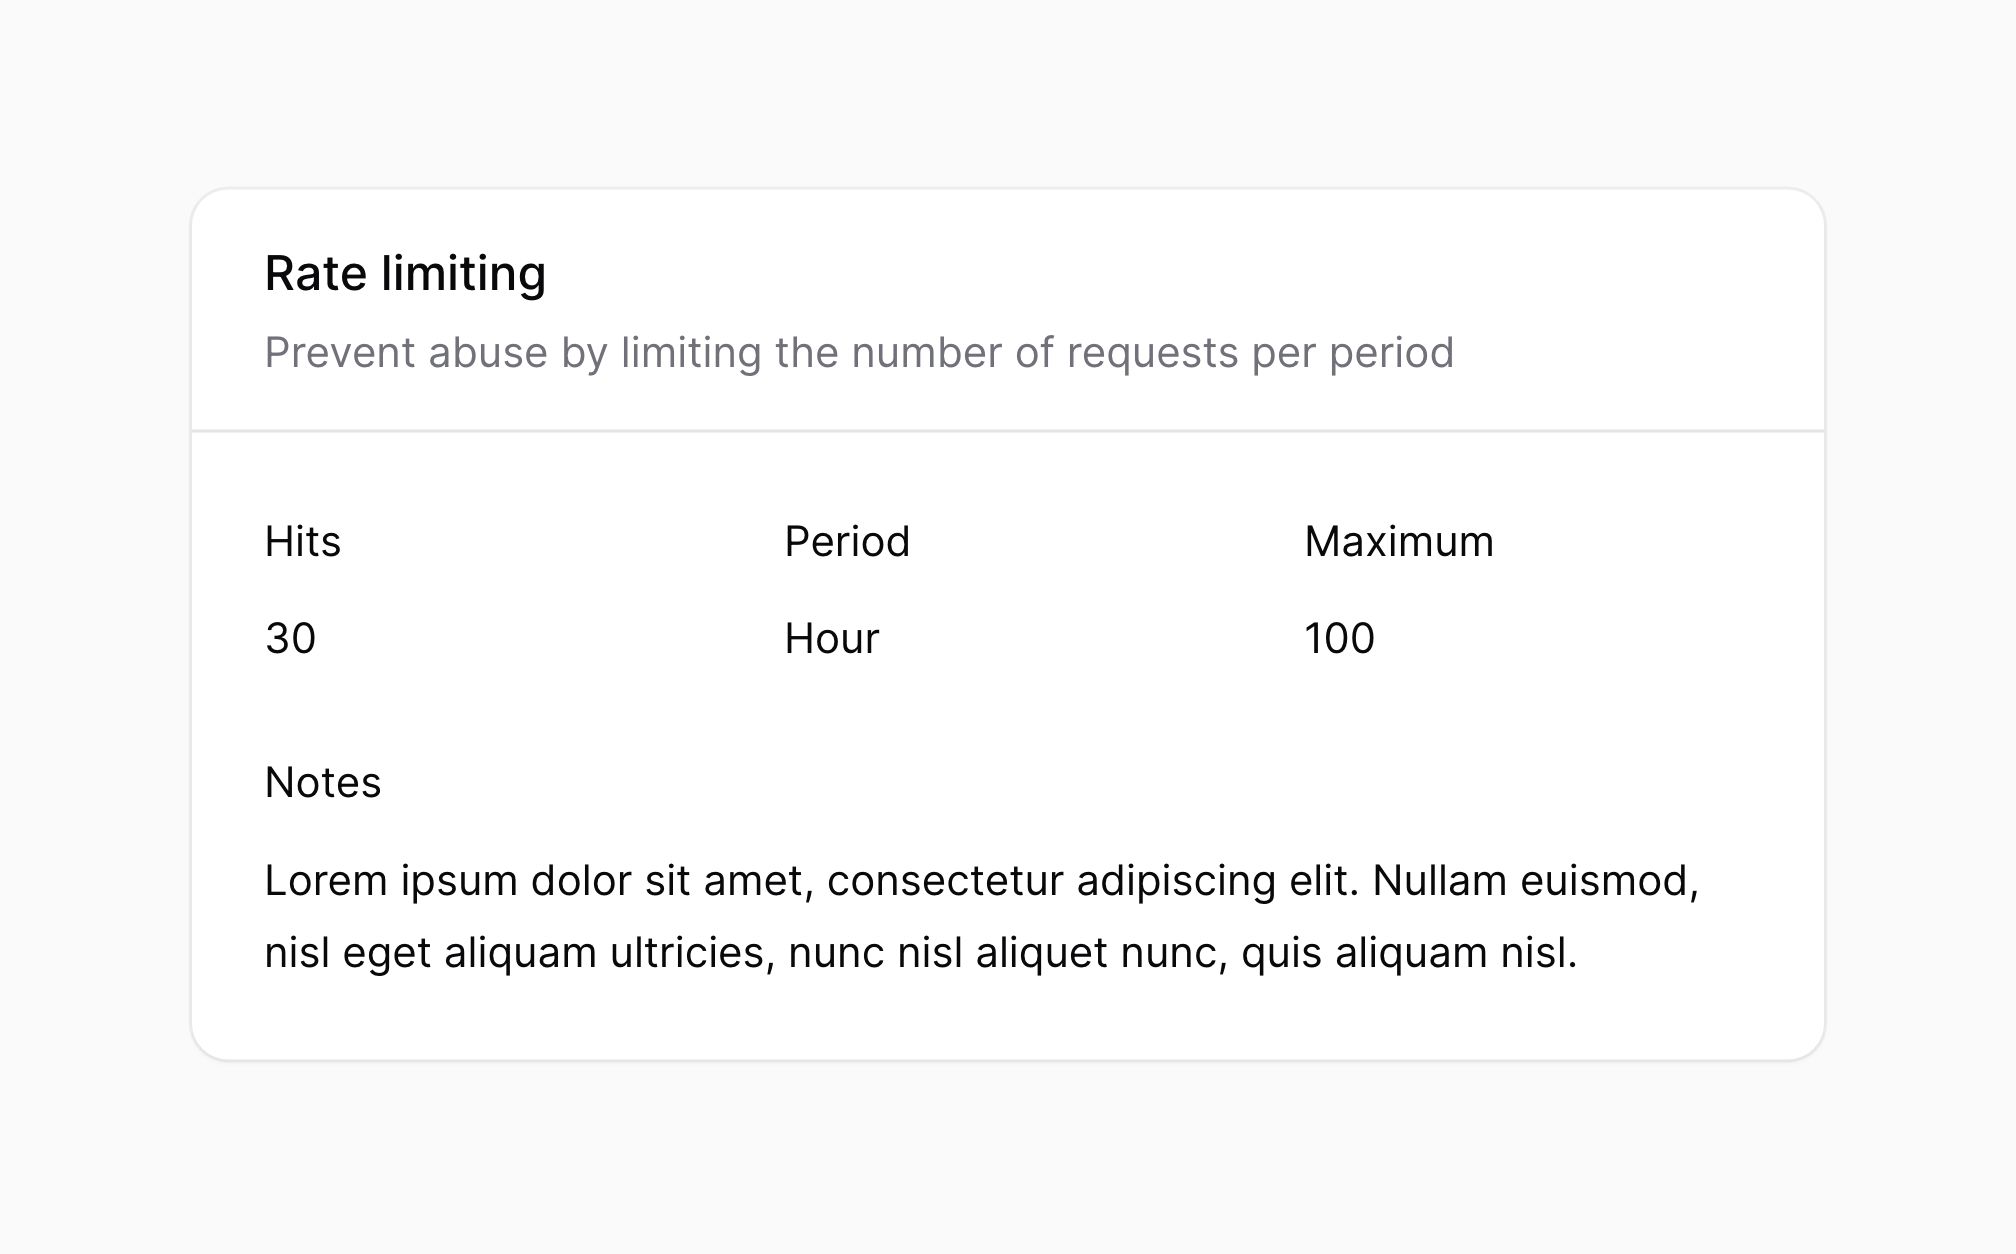 Rate limiting
Prevent abuse by limiting the number of requests per period
Hits Period Maximum
30 Hour 100
Notes
Lorem ipsum dolor sit amet, consectetur adipiscing elit. Nullam euismod,
nisl eget aliquam ultricies, nunc nisl aliquet nunc, quis aliquam nisl.